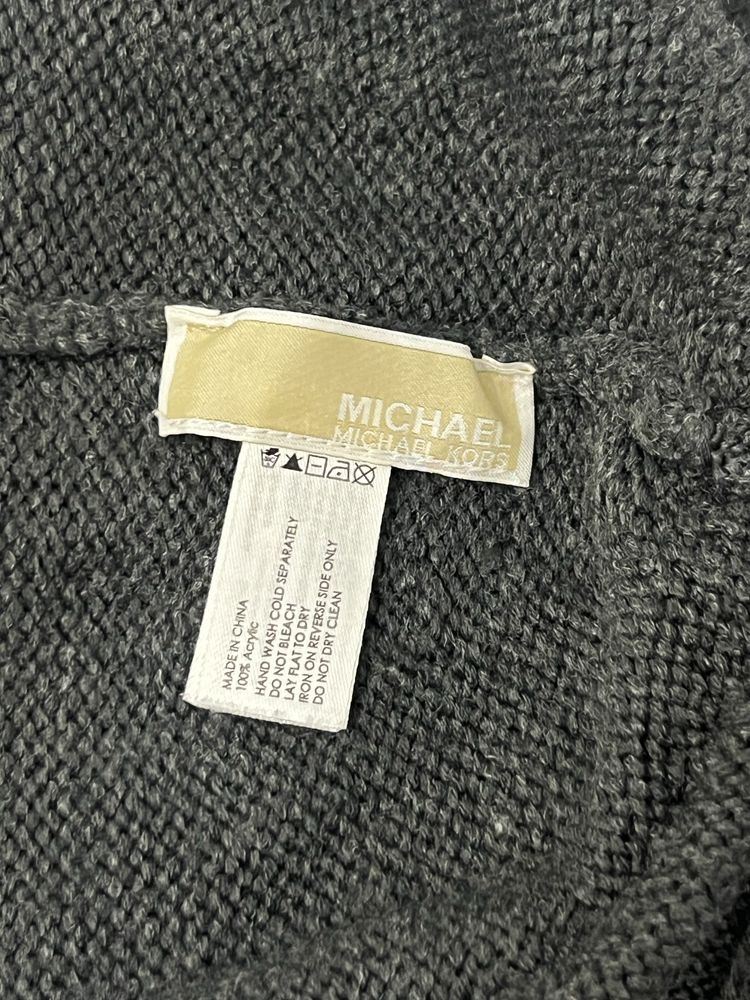 MICHAEL
MICHAEL KORS
MADE IN CHINA
100% Acrylic
HAND WASH COLD SEPARATELY
DO NOT BLEACH
LAY FLAT TO DRY
IRON ON REVERSE SIDE ONLY
DO NOT DRY CLEAN